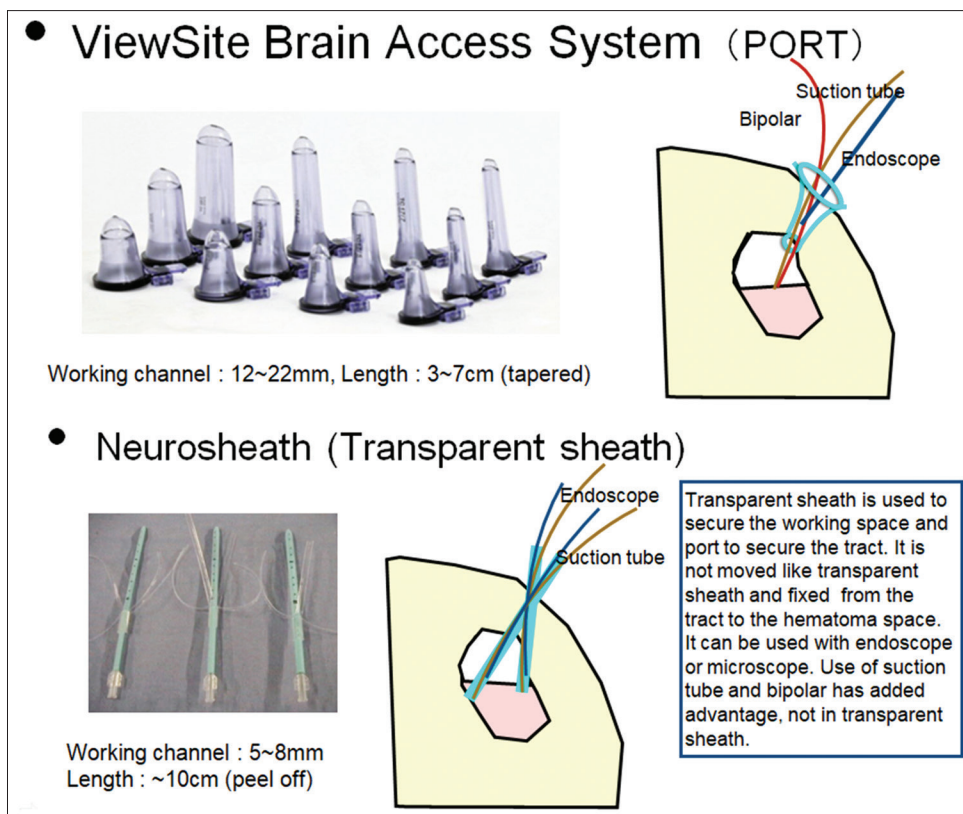 • ViewSite Brain Access System (PORT)
Suction tube
Bipolar
Endoscope
Working channel : 12~22mm, Length : 3~7cm (tapered)
• Neurosheath (Transparent sheath)
Endoscope
Suction tube
Transparent sheath is used to
secure the working space and
port to secure the tract. It is
not moved like transparent
sheath and fixed from the
tract to the hematoma space.
It can be used with endoscope
or microscope. Use of suction
tube and bipolar has added
advantage, not in transparent
sheath.
Working channel : 5~8mm
Length : ~10cm (peel off)